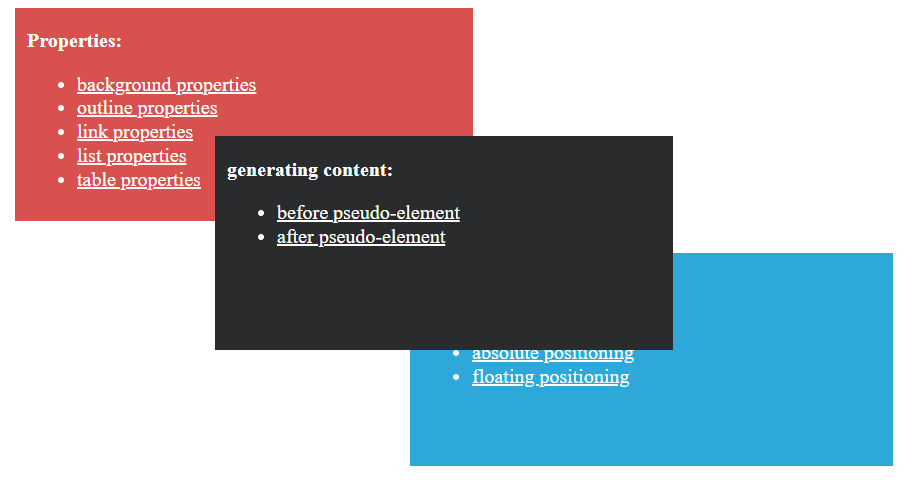 Properties:
background properties
outline properties
link properties
list properties
table properties
generating content:
before pseudo-element
after pseudo-element
absolute positioning
floating positioning